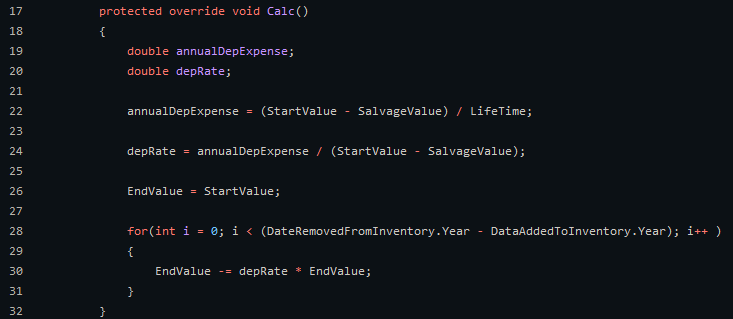 17 protected override void Calc()
18 {
19 double annualDepExpense;
20 double depRate;
21
22 annualDepExpense = (StartValue - SalvageValue) / LifeTime;
23
24 depRate = annualDepExpense / (StartValue - SalvageValue);
25
26 EndValue = StartValue;
27
28 for(int i = 0; i < (DateRemovedFromInventory.Year - DataAddedToInventory.Year); i++ )
29 {
30 EndValue -= depRate * EndValue;
31 }
32 }